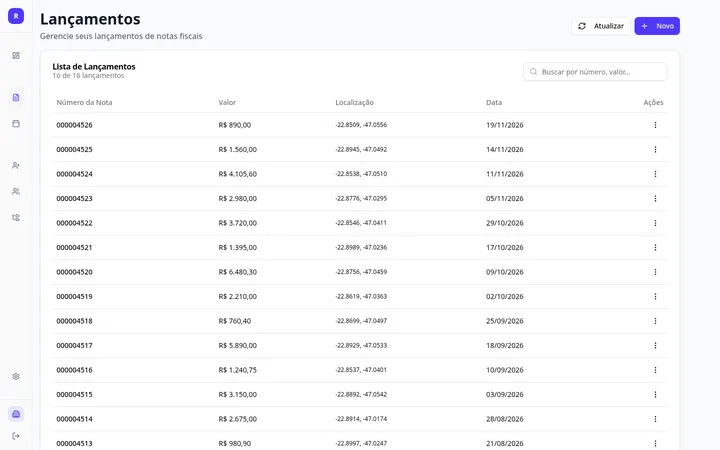 R
Lançamentos
Gerencie seus lançamentos de notas fiscais
Atualizar
Novo
Lista de Lançamentos
16 de 16 lançamentos
Buscar por número, valor...
Número da Nota Valor Localização Data Ações
000004526 R$ 890,00 -22.8509, -47.0556 19/11/2026
000004525 R$ 1.560,00 -22.8945, -47.0492 14/11/2026
000004524 R$ 4.105,60 -22.8538, -47.0510 11/11/2026
000004523 R$ 2.980,00 -22.8776, -47.0295 05/11/2026
000004522 R$ 3.720,00 -22.8546, -47.0411 29/10/2026
000004521 R$ 1.395,00 -22.8989, -47.0236 17/10/2026
000004520 R$ 6.480,30 -22.8756, -47.0459 09/10/2026
000004519 R$ 2.210,00 -22.8619, -47.0363 02/10/2026
000004518 R$ 760,40 -22.8699, -47.0497 25/09/2026
000004517 R$ 5.890,00 -22.8929, -47.0533 18/09/2026
000004516 R$ 1.240,75 -22.8537, -47.0401 10/09/2026
000004515 R$ 3.150,00 -22.8892, -47.0542 03/09/2026
000004514 R$ 2.675,00 -22.8914, -47.0174 28/08/2026
000004513 R$ 980,90 -22.8997, -47.0247 21/08/2026